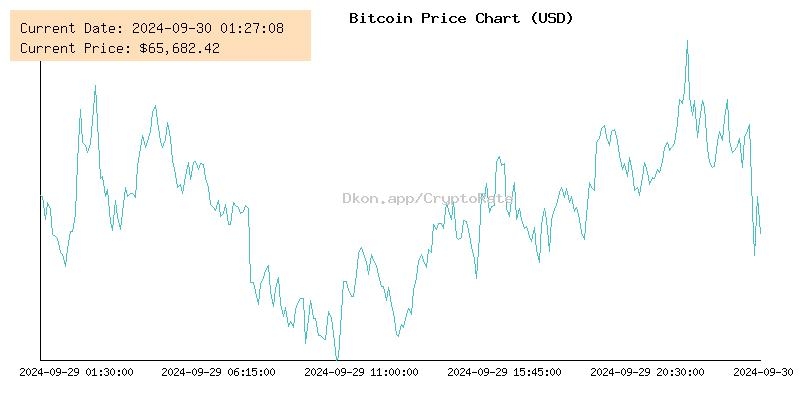 Bitcoin Price Chart (USD)
Current Date: 2024-09-30 01:27:08
Current Price: $65,682.42
Dkon.app/CryptoRate
2024-09-29 01:30:00 2024-09-29 06:15:00 2024-09-29 11:00:00 2024-09-29 15:45:00 2024-09-29 20:30:00 2024-09-30